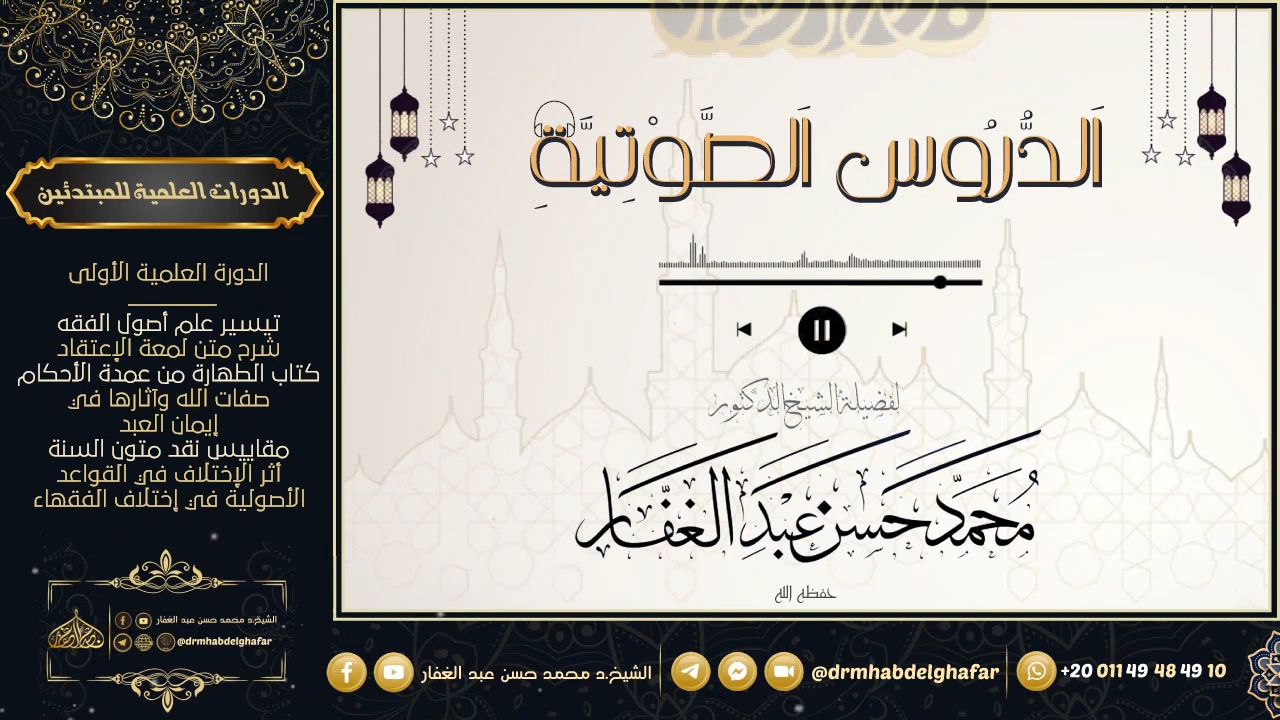 الدَّرُوس الصَّوْتِيَّةِ
لفضيلة الشيخ الدكتور
مُحَمَّد حَسَن عَبْدَ الغَفَّار
حفظه الله
الدورات العلمية للمبتدئين
الدورة العلمية الأولى
تيسير علم أصول الفقه
شرح متن لمعة الإعتقاد
كتاب الطهارة من عمدة الأحكام
صفات الله وآثارها في
إيمان العبد
مقاييس نقد متون السنة
أثر الإختلاف في القواعد
الأصولية في إختلاف الفقهاء
الشيخ.د محمد حسن عبد الغفار
@drmhabdelghafar
الشيخ.د محمد حسن عبد الغفار
@drmhabdelghafar
+20 011 49 48 49 10